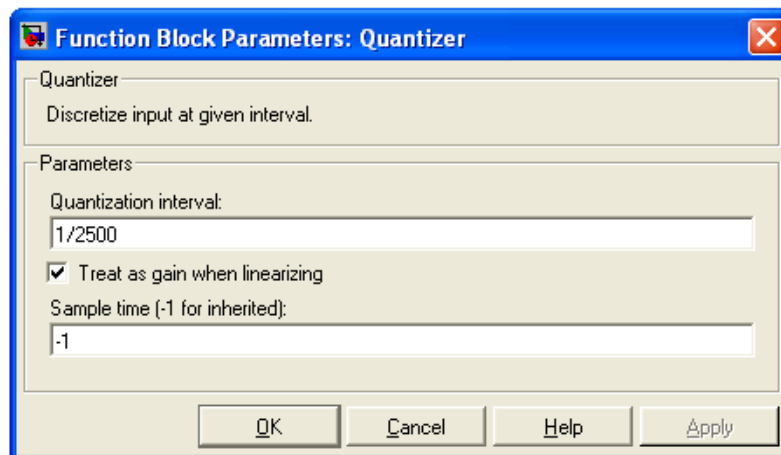 Function Block Parameters: Quantizer
Quantizer
Discretize input at given interval.
Parameters
Quantization interval:
1/2500
Treat as gain when linearizing
Sample time (-1 for inherited):
-1
OK Cancel Help Apply